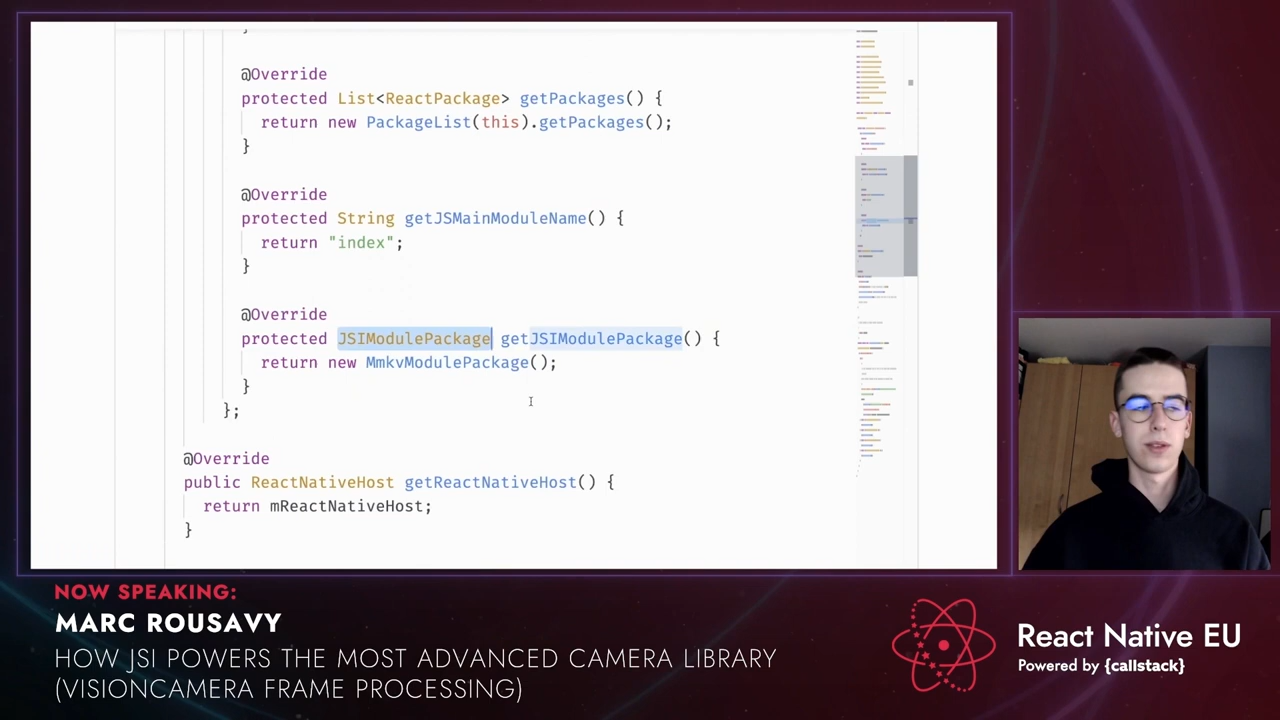 }
@Override
protected List<ReactPackage> getPackages() {
return new PackageList(this).getPackages();
}
@Override
protected String getJSMainModuleName() {
return "index";
}
@Override
protected JSIModulePackage getJSIModulePackage() {
return new MmkvModulePackage();
}
};
@Override
public ReactNativeHost getReactNativeHost() {
return mReactNativeHost;
}
NOW SPEAKING:
MARC ROUSAVY
HOW JSI POWERS THE MOST ADVANCED CAMERA LIBRARY
(VISIONCAMERA FRAME PROCESSING)
React Native EU
Powered by {callstack}